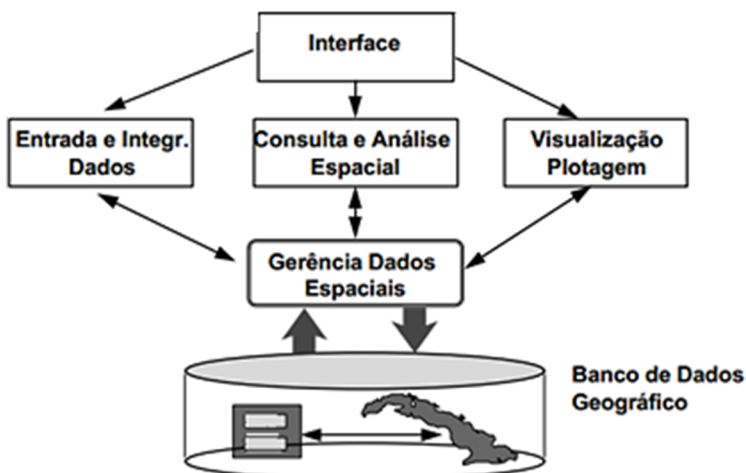 Interface
Entrada e Integr.
Dados
Consulta e Análise
Espacial
Visualização
Plotagem
Gerência Dados
Espaciais
Banco de Dados
Geográfico